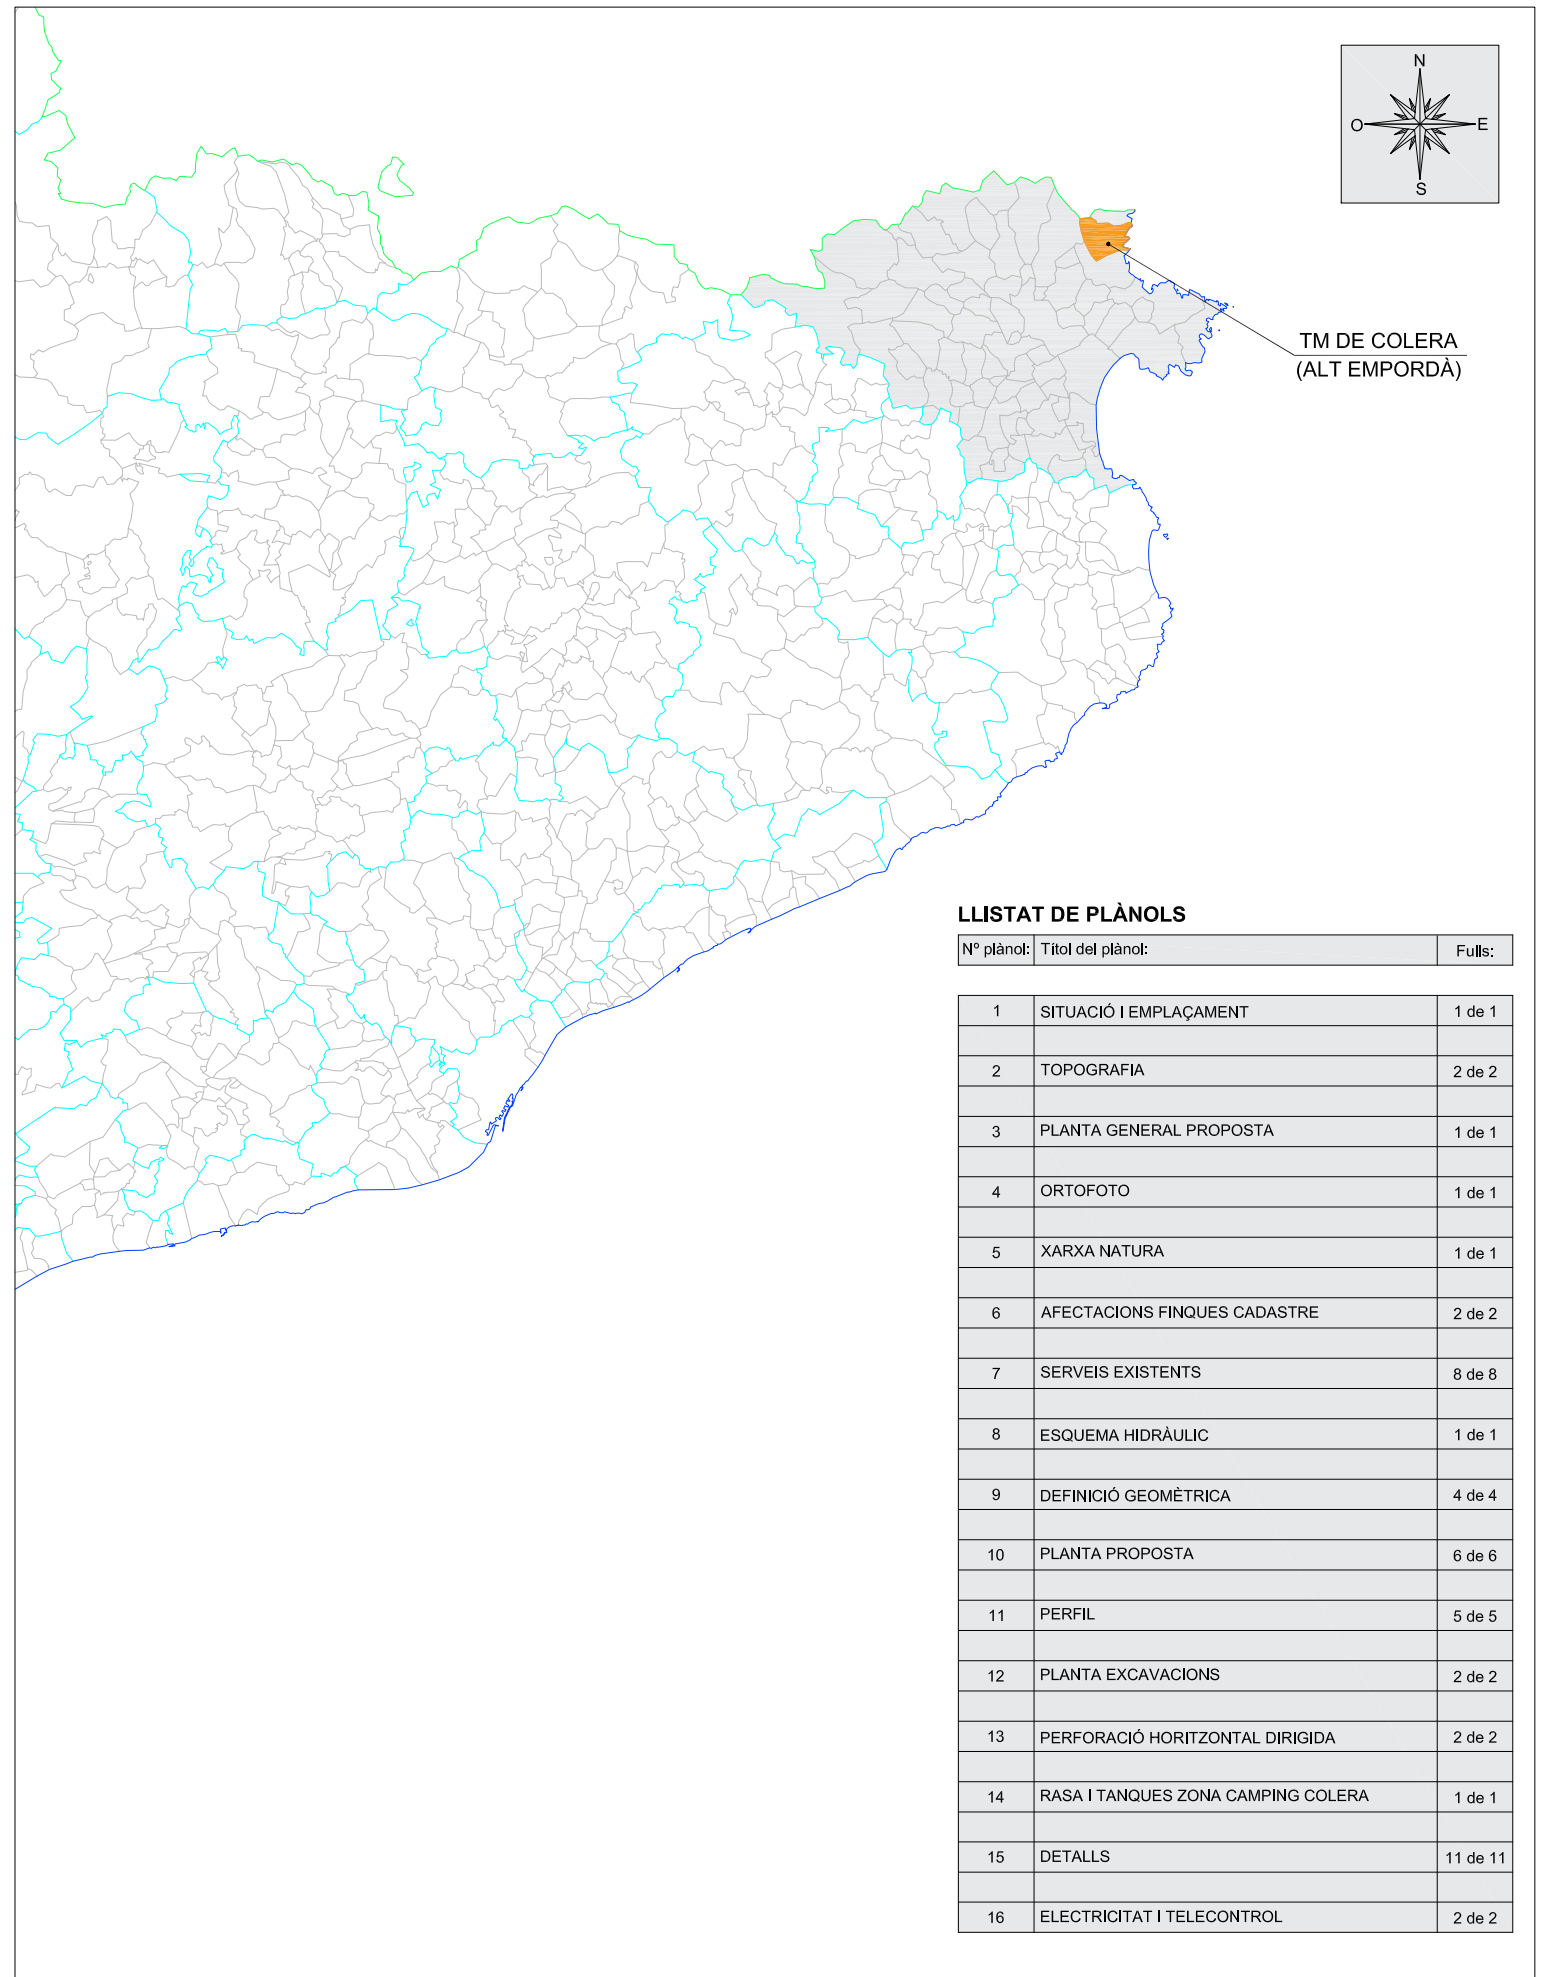 N
O
E
S
TM DE COLERA
(ALT EMPORDÀ)
LLISTAT DE PLÀNOLS
Nº plànol: Títol del plànol: Fulls:
1 SITUACIÓ I EMPLAÇAMENT 1 de 1
2 TOPOGRAFIA 2 de 2
3 PLANTA GENERAL PROPOSTA 1 de 1
4 ORTOFOTO 1 de 1
5 XARXA NATURA 1 de 1
6 AFECTACIONS FINQUES CADASTRE 2 de 2
7 SERVEIS EXISTENTS 8 de 8
8 ESQUEMA HIDRÀULIC 1 de 1
9 DEFINICIÓ GEOMÈTRICA 4 de 4
10 PLANTA PROPOSTA 6 de 6
11 PERFIL 5 de 5
12 PLANTA EXCAVACIONS 2 de 2
13 PERFORACIÓ HORITZONTAL DIRIGIDA 2 de 2
14 RASA I TANQUES ZONA CAMPING COLERA 1 de 1
15 DETALLS 11 de 11
16 ELECTRICITAT I TELECONTROL 2 de 2